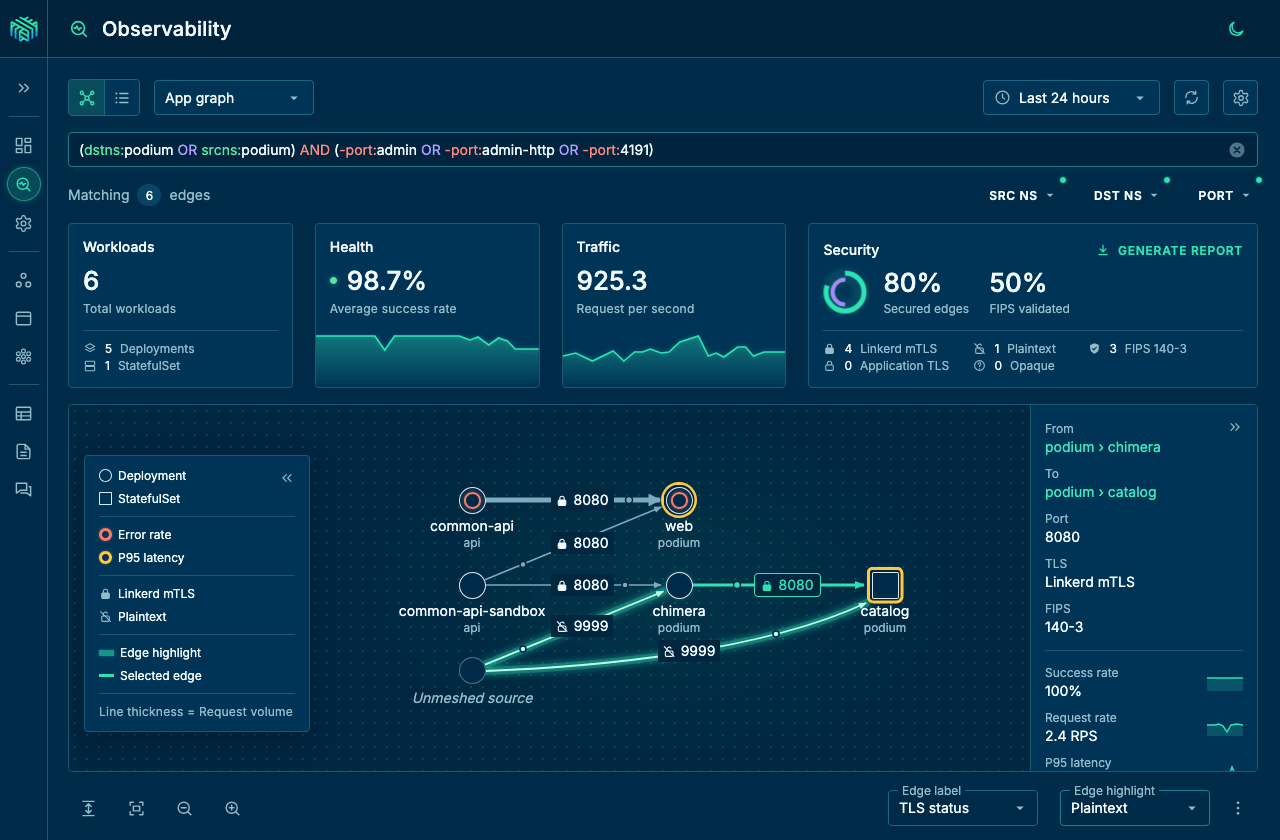 Observability
App graph
Last 24 hours
(dstns:podium OR srcns:podium) AND (-port:admin OR -port:admin-http OR -port:4191)
Matching 6 edges
SRC NS
DST NS
PORT
Workloads
6
Total workloads
5 Deployments
1 StatefulSet
Health
98.7%
Average success rate
Traffic
925.3
Request per second
Security
GENERATE REPORT
80%
Secured edges
50%
FIPS validated
4 Linkerd mTLS
1 Plaintext
3 FIPS 140-3
0 Application TLS
0 Opaque
Deployment
StatefulSet
Error rate
P95 latency
Linkerd mTLS
Plaintext
Edge highlight
Selected edge
Line thickness = Request volume
8080
common-api
api
web
podium
8080
8080
8080
common-api-sandbox
api
chimera
podium
catalog
podium
9999
9999
Unmeshed source
From
podium › chimera
To
podium › catalog
Port
8080
TLS
Linkerd mTLS
FIPS
140-3
Success rate
100%
Request rate
2.4 RPS
P95 latency
Edge label
TLS status
Edge highlight
Plaintext